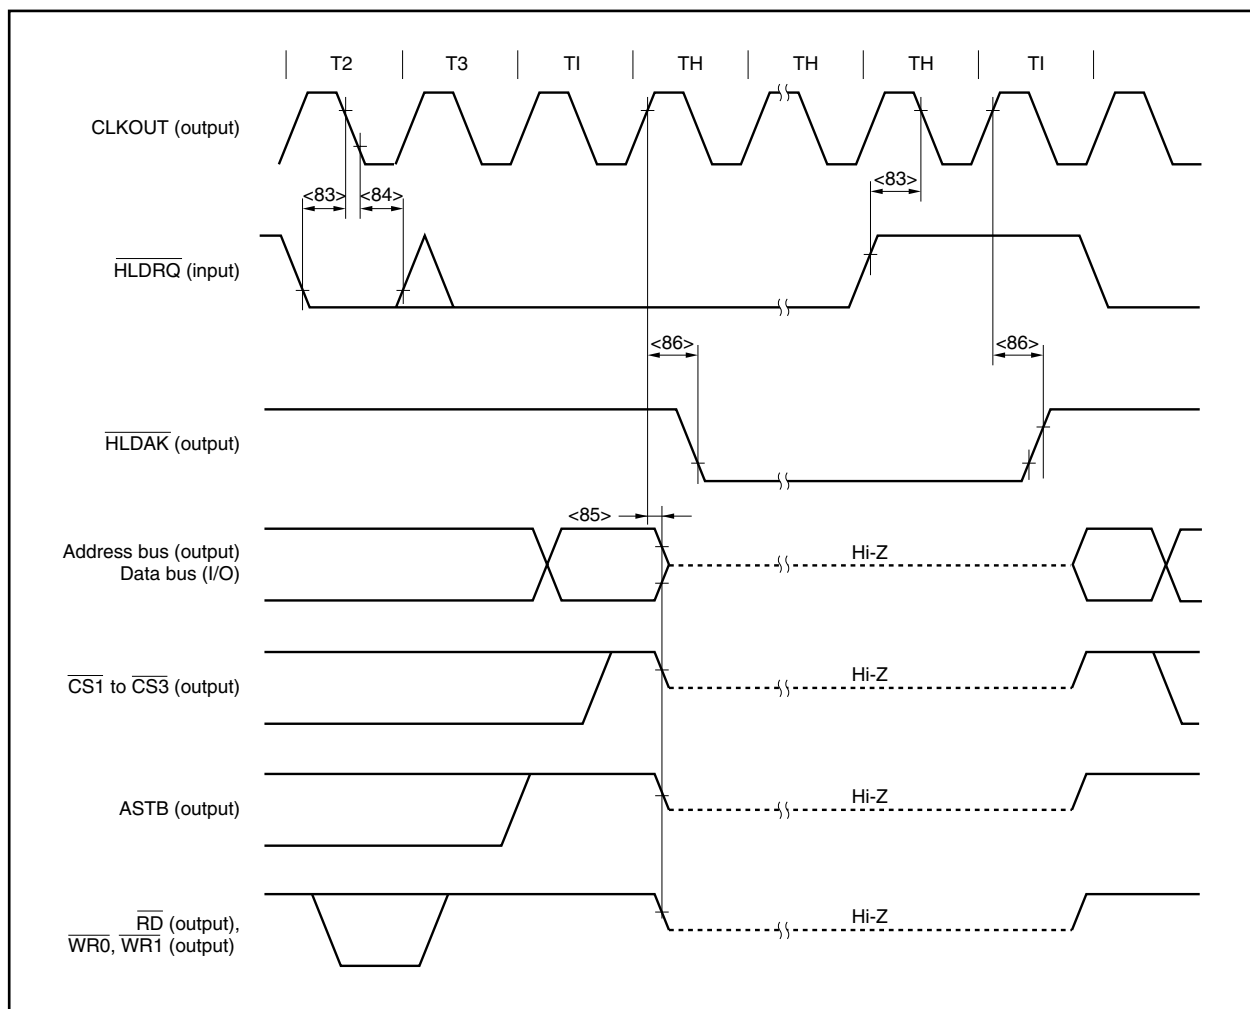 T2 T3 TI TH TH TH TI
CLKOUT (output)
<83> <84> <83>
HLDRQ (input)
<86> <86>
HLDAK (output)
<85>
Address bus (output)
Data bus (I/O)
Hi-Z
CS1 to CS3 (output)
Hi-Z
ASTB (output)
Hi-Z
RD (output),
WR0, WR1 (output)
Hi-Z